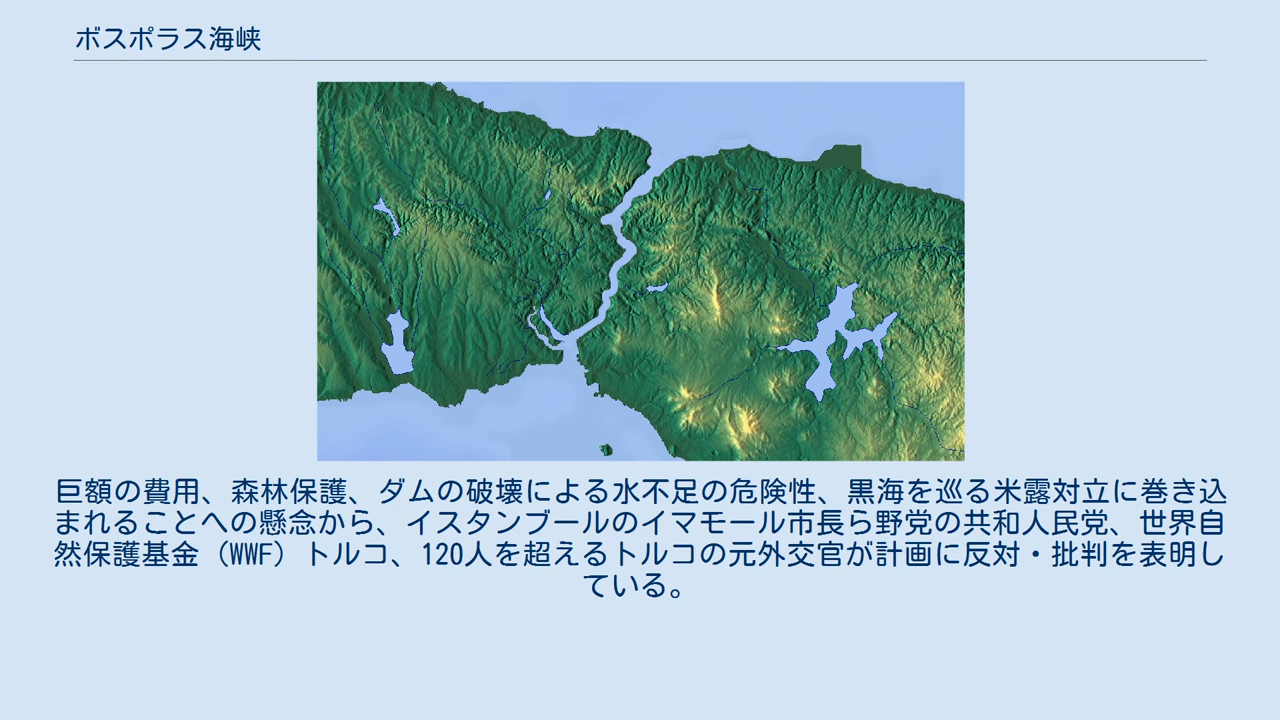 ボスポラス海峡
巨額の費用、森林保護、ダムの破壊による水不足の危険性、黒海を巡る米露対立に巻き込
まれることへの懸念から、イスタンブールのイマモール市長ら野党の共和人民党、世界自
然保護基金（WWF）トルコ、120人を超えるトルコの元外交官が計画に反対・批判を表明し
ている。